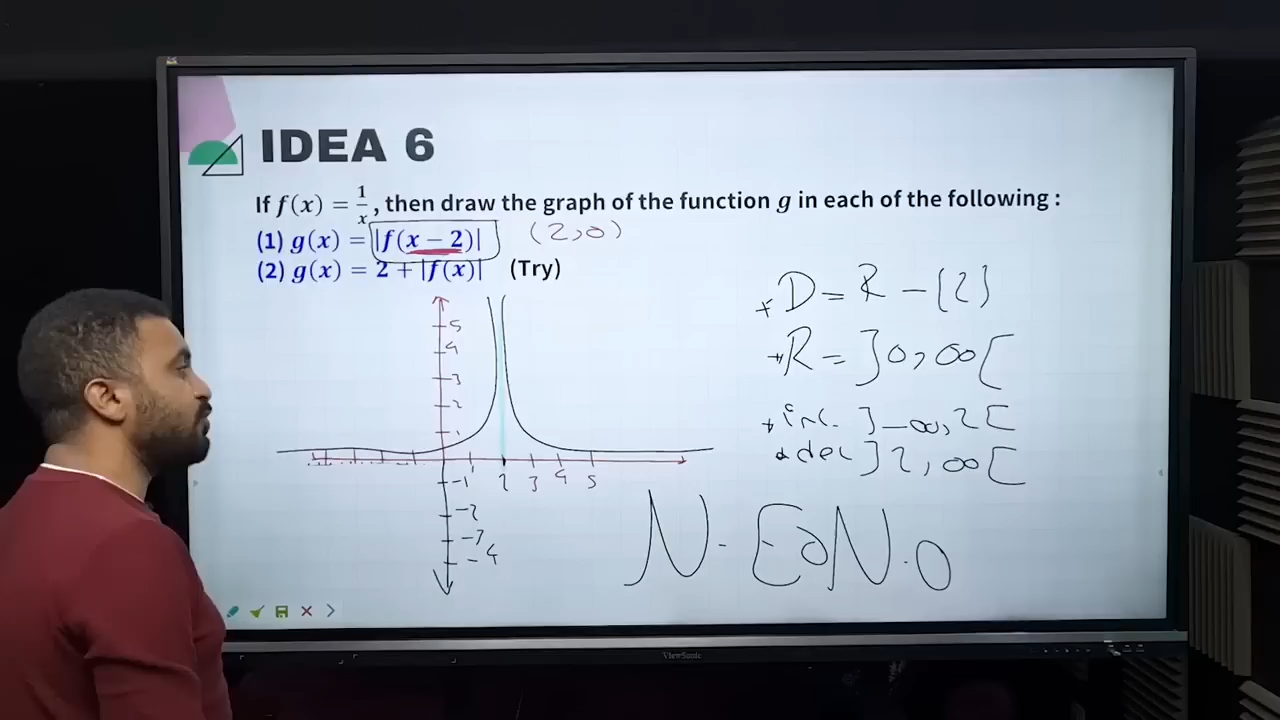 IDEA 6
If f(x) = 1/x, then draw the graph of the function g in each of the following :
(1) g(x) = |f(x − 2)| (2,0)
(2) g(x) = 2 + |f(x)| (Try)
D = R - {2}
R = ]0,∞[
inc. ]-∞,2[
dec ]2,∞[
5
4
3
2
1
-1 2 3 4 5
-2
-3
-4
N. EoN.O
ViewSonic